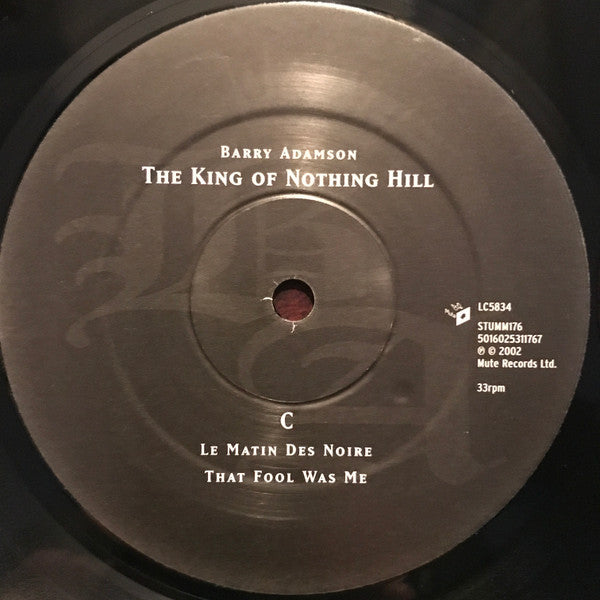 Barry Adamson
The King of Nothing Hill
LC5834
STUMM176
5016025311767
℗ © 2002
Mute Records Ltd.
33rpm
C
Le Matin Des Noire
That Fool Was Me